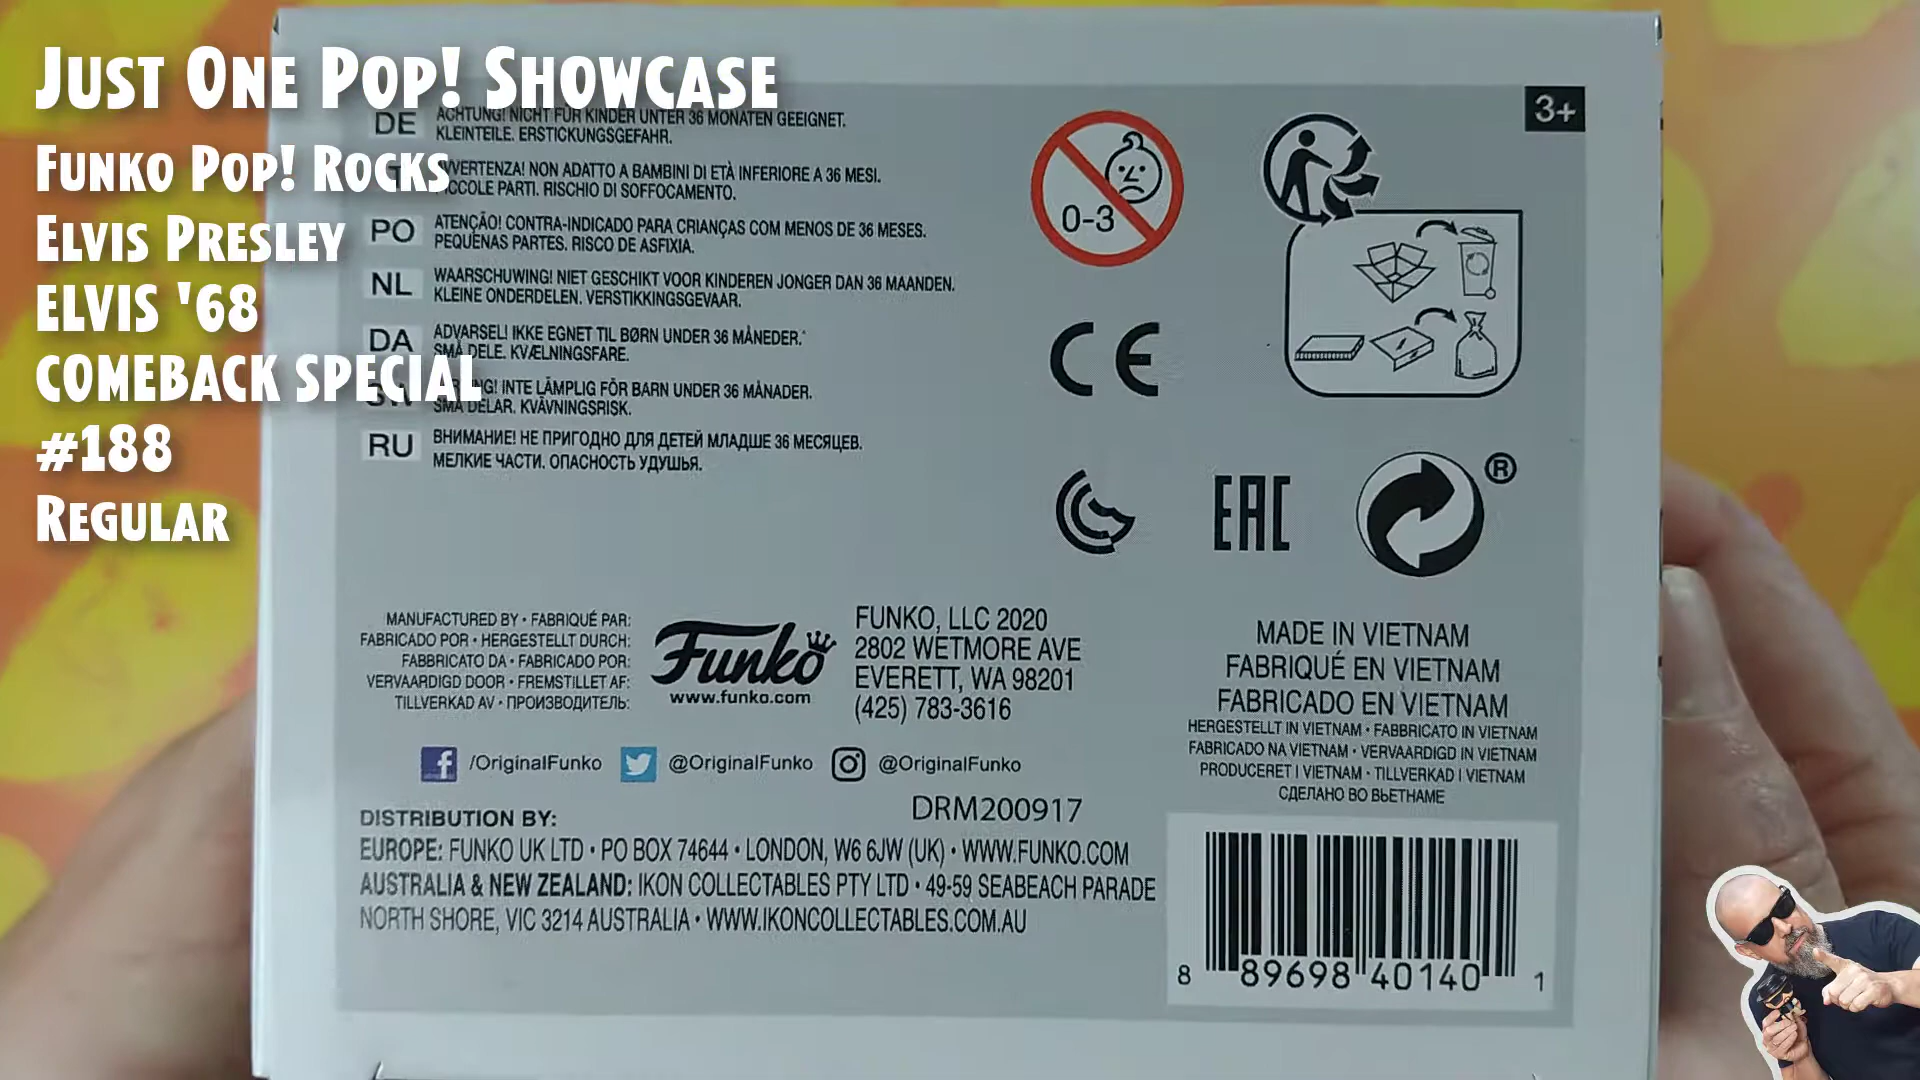 Just One Pop! Showcase
Funko Pop! Rocks
Elvis Presley
ELVIS '68
COMEBACK SPECIAL
#188
Regular
DE ACHTUNG! NICHT FÜR KINDER UNTER 36 MONATEN GEEIGNET.
KLEINTEILE. ERSTICKUNGSGEFAHR.
NON ADATTO A BAMBINI DI ETÀ INFERIORE A 36 MESI.
PARTI. RISCHIO DI SOFFOCAMENTO.
PO ATENÇÃO! CONTRA-INDICADO PARA CRIANÇAS COM MENOS DE 36 MESES.
PEQUENAS PARTES. RISCO DE ASFIXIA.
NL WAARSCHUWING! NIET GESCHIKT VOOR KINDEREN JONGER DAN 36 MAANDEN.
KLEINE ONDERDELEN. VERSTIKKINGSGEVAAR.
DA ADVARSEL! IKKE EGNET TIL BØRN UNDER 36 MÅNEDER.
SMÅ DELE. KVÆLNINGSFARE.
INTE LÄMPLIG FÖR BARN UNDER 36 MÅNADER.
SMÅ DELAR. KVÄVNINGSRISK.
RU ВНИМАНИЕ! НЕ ПРИГОДНО ДЛЯ ДЕТЕЙ МЛАДШЕ 36 МЕСЯЦЕВ.
МЕЛКИЕ ЧАСТИ. ОПАСНОСТЬ УДУШЬЯ.
3+
0-3
CE
EAC
®
MANUFACTURED BY • FABRIQUÉ PAR:
FABRICADO POR • HERGESTELLT DURCH:
FABBRICATO DA • FABRICADO POR:
VERVAARDIGD DOOR • FREMSTILLET AF:
TILLVERKAD AV • ПРОИЗВОДИТЕЛЬ:
Funko
www.funko.com
FUNKO, LLC 2020
2802 WETMORE AVE
EVERETT, WA 98201
(425) 783-3616
MADE IN VIETNAM
FABRIQUÉ EN VIETNAM
FABRICADO EN VIETNAM
HERGESTELLT IN VIETNAM • FABBRICATO IN VIETNAM
FABRICADO NA VIETNAM • VERVAARDIGD IN VIETNAM
PRODUCERET I VIETNAM • TILLVERKAD I VIETNAM
СДЕЛАНО ВО ВЬЕТНАМЕ
/OriginalFunko @OriginalFunko @OriginalFunko
DRM200917
DISTRIBUTION BY:
EUROPE: FUNKO UK LTD • PO BOX 74644 • LONDON, W6 6JW (UK) • WWW.FUNKO.COM
AUSTRALIA & NEW ZEALAND: IKON COLLECTABLES PTY LTD • 49-59 SEABEACH PARADE
NORTH SHORE, VIC 3214 AUSTRALIA • WWW.IKONCOLLECTABLES.COM.AU
8 89698 40140 1